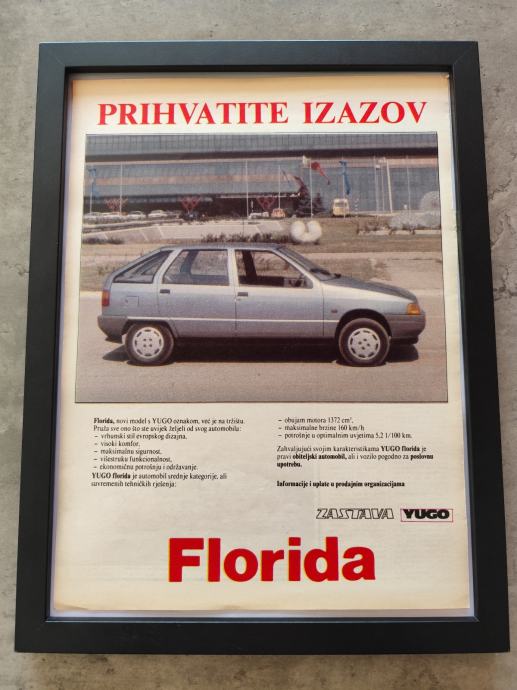 PRIHVATITE IZAZOV
Florida, novi model s YUGO oznakom, već je na tržištu.
Pruža sve ono što ste uvijek željeli od svog automobila:
– vrhunski stil evropskog dizajna,
– visoki komfor,
– maksimalnu sigurnost,
– višestruku funkcionalnost,
– ekonomičnu potrošnju i održavanje.
YUGO florida je automobil srednje kategorije, ali
suvremenih tehničkih rješenja:
– obujam motora 1372 cm³,
– maksimalne brzine 160 km/h
– potrošnje u optimalnim uvjetima 5,2 l/100 km.
Zahvaljujući svojim karakteristikama YUGO florida je
pravi obiteljski automobil, ali i vozilo pogodno za poslovnu
upotrebu.
Informacije i uplate u prodajnim organizacijama
ZASTAVA YUGO
Florida